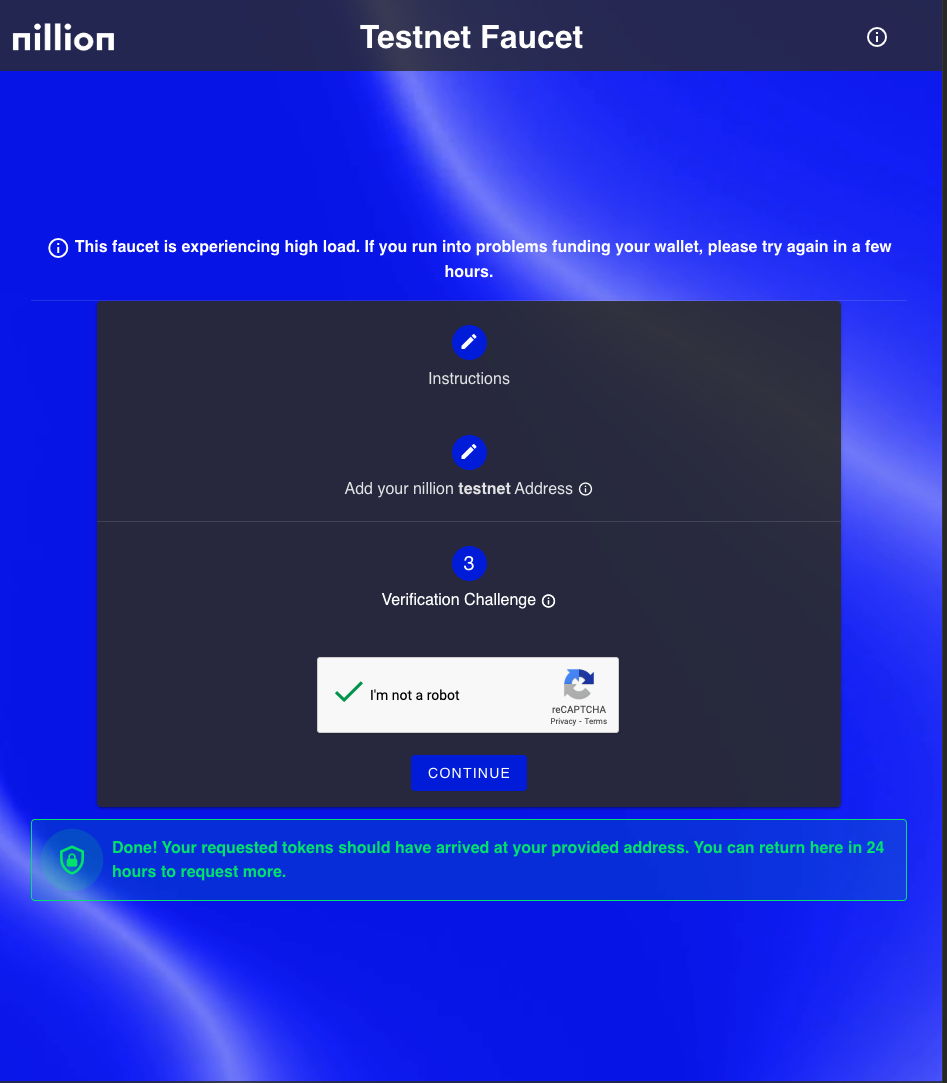 nillion
Testnet Faucet
This faucet is experiencing high load. If you run into problems funding your wallet, please try again in a few
hours.
Instructions
Add your nillion testnet Address
3
Verification Challenge
I'm not a robot
reCAPTCHA
Privacy - Terms
CONTINUE
Done! Your requested tokens should have arrived at your provided address. You can return here in 24
hours to request more.